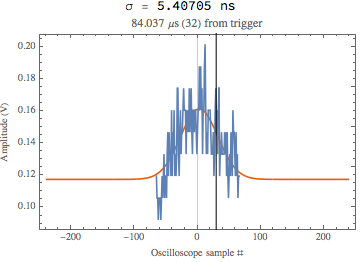 σ = 5.40705 ns
84.037 μs (32) from trigger
0.20
0.18
0.16
0.14
0.12
0.10
Amplitude (V)
-200
-100
0
100
200
Oscilloscope sample #